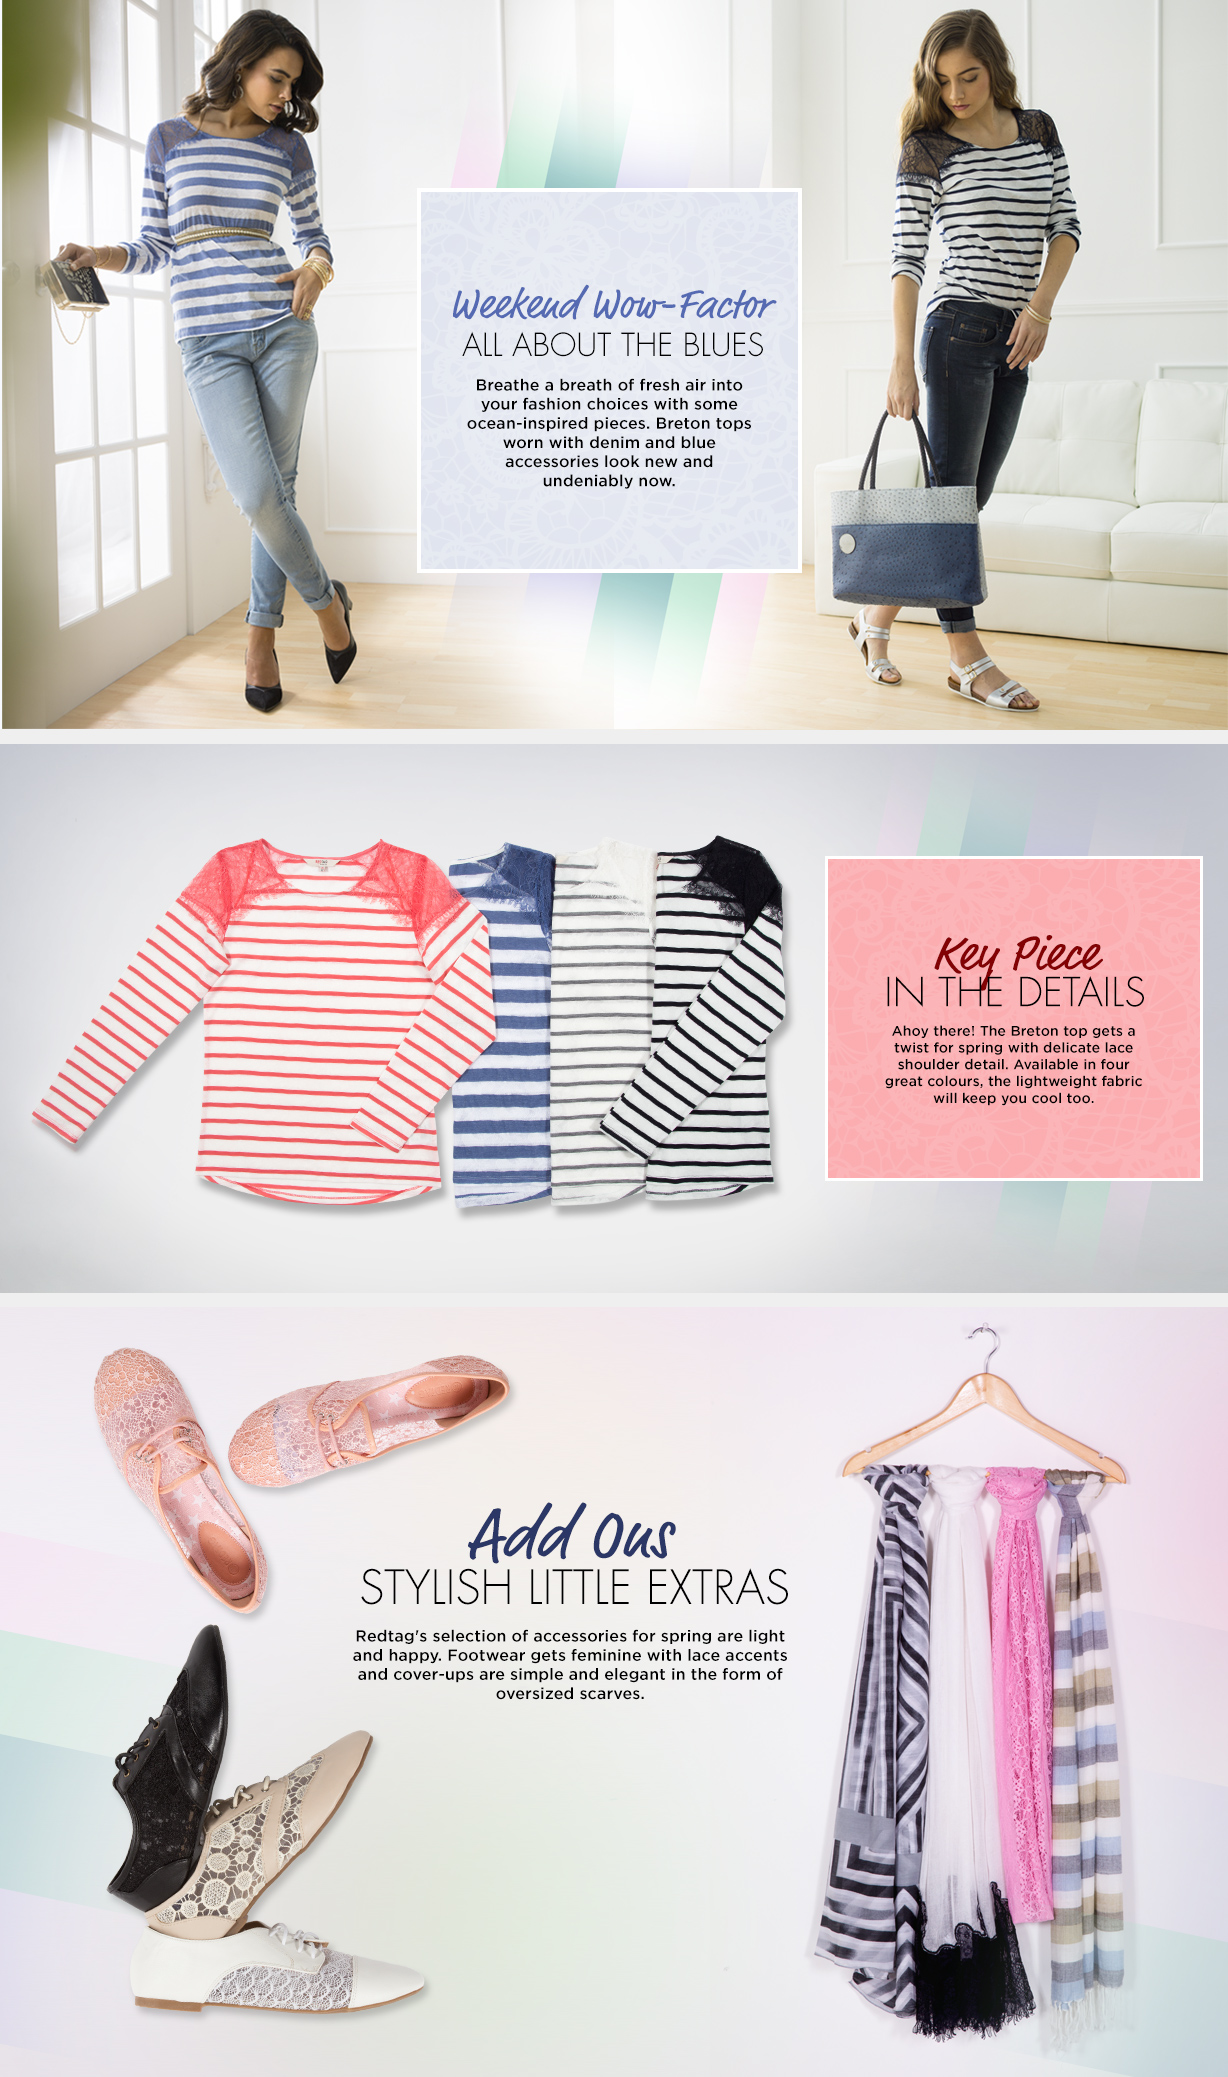 Weekend Wow-Factor
ALL ABOUT THE BLUES
Breathe a breath of fresh air into
your fashion choices with some
ocean-inspired pieces. Breton tops
worn with denim and blue
accessories look new and
undeniably now.
Key Piece
IN THE DETAILS
Ahoy there! The Breton top gets a
twist for spring with delicate lace
shoulder detail. Available in four
great colours, the lightweight fabric
will keep you cool too.
Add Ons
STYLISH LITTLE EXTRAS
Redtag's selection of accessories for spring are light
and happy. Footwear gets feminine with lace accents
and cover-ups are simple and elegant in the form of
oversized scarves.